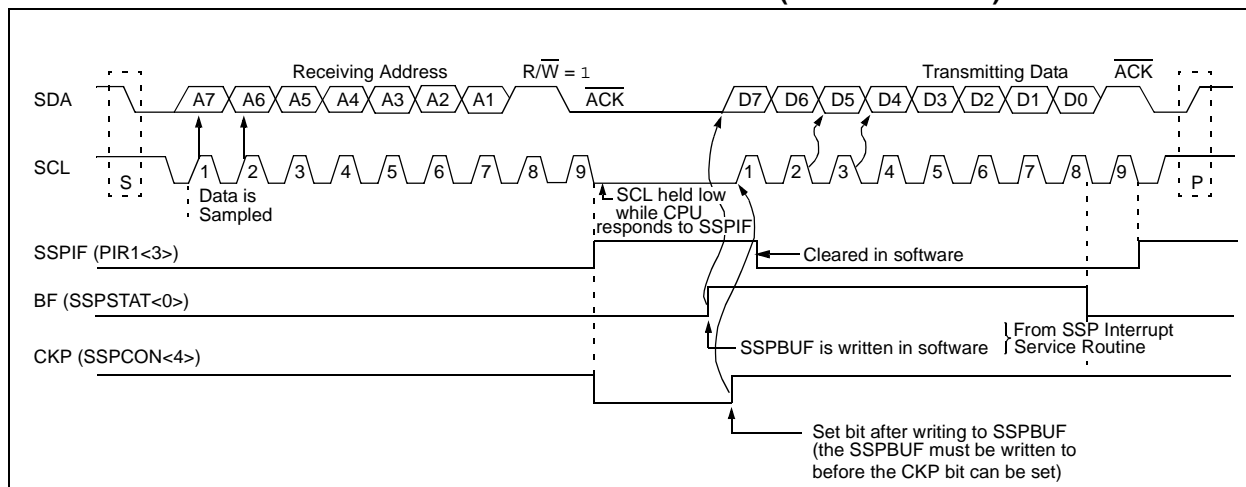 Receiving Address
R/W = 1
Transmitting Data
ACK
SDA
A7 A6 A5 A4 A3 A2 A1
ACK
D7 D6 D5 D4 D3 D2 D1 D0
SCL
S
1 2 3 4 5 6 7 8 9
1 2 3 4 5 6 7 8 9
P
Data is
Sampled
SCL held low
while CPU
responds to SSPIF
SSPIF (PIR1<3>)
Cleared in software
BF (SSPSTAT<0>)
SSPBUF is written in software
From SSP Interrupt
Service Routine
CKP (SSPCON<4>)
Set bit after writing to SSPBUF
(the SSPBUF must be written to
before the CKP bit can be set)